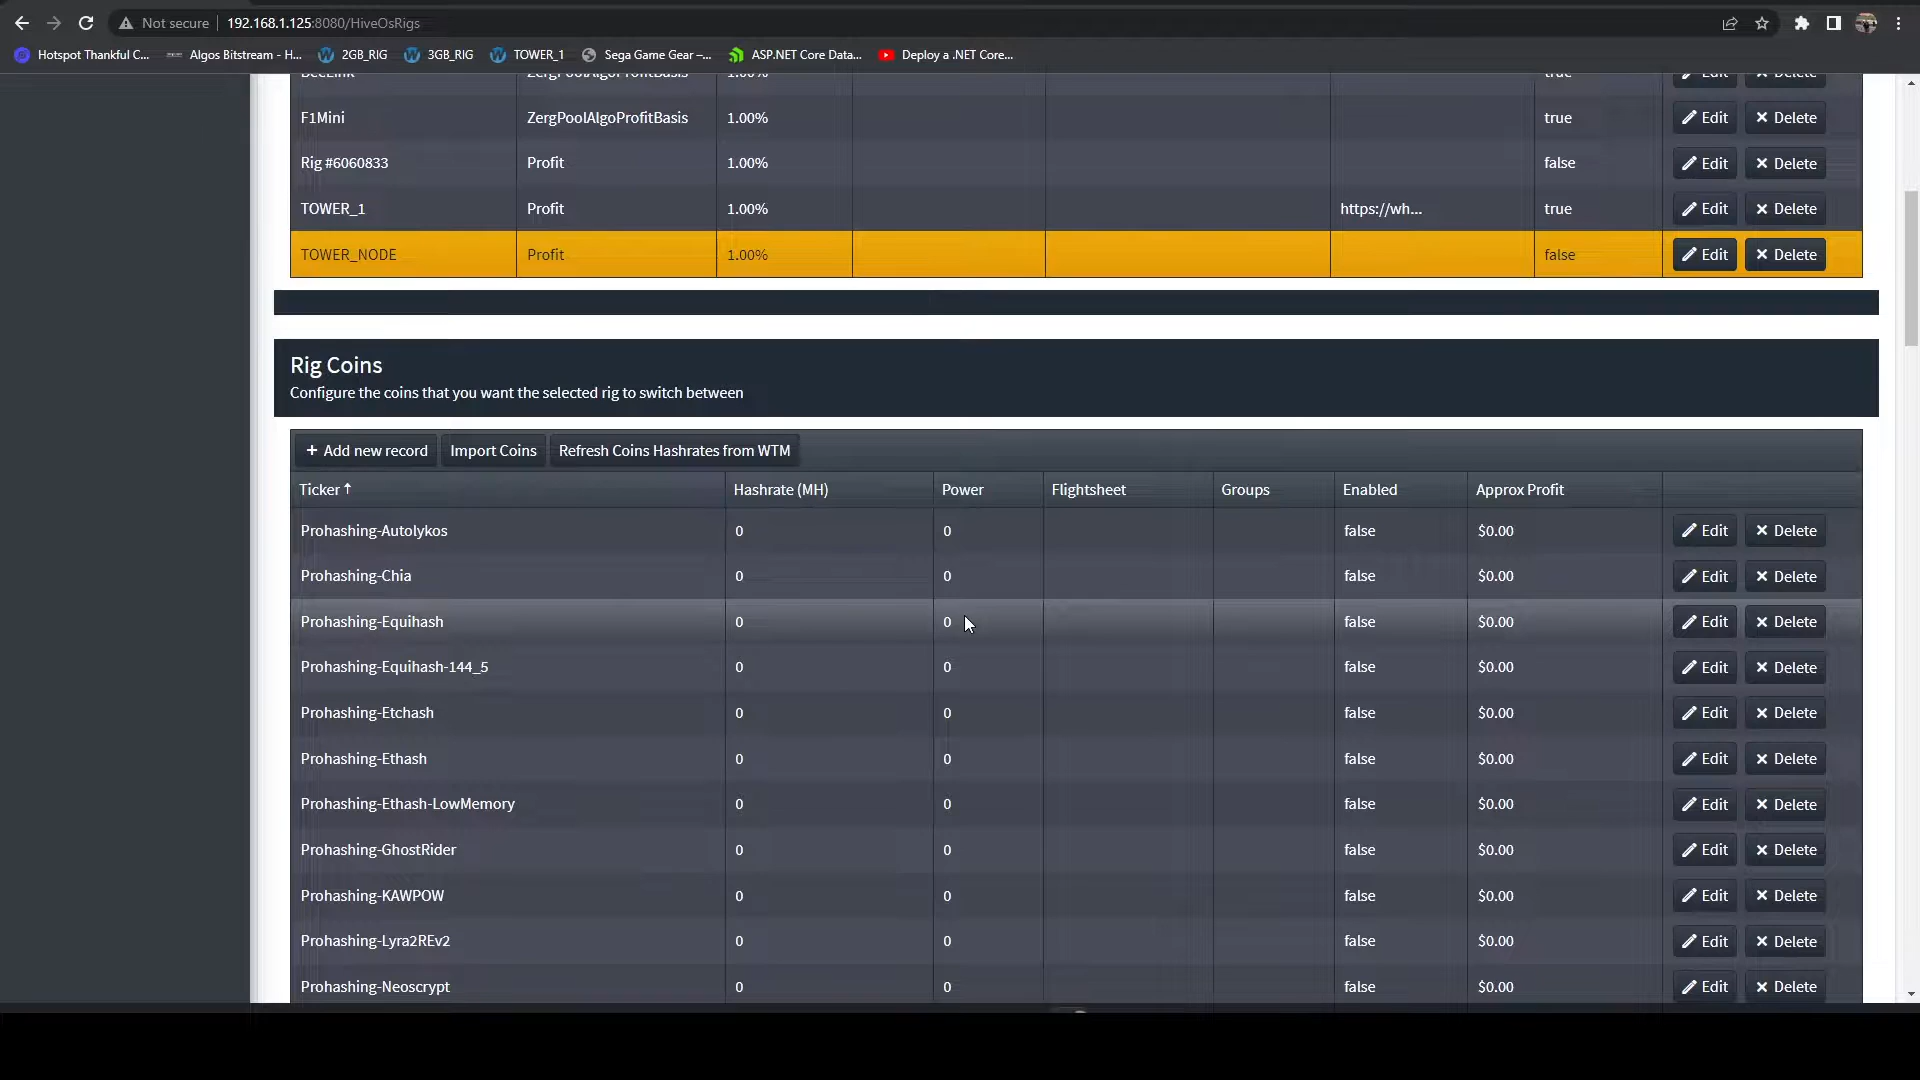 Not secure 192.168.1.125:8080/HiveOsRigs
Hotspot Thankful C... Algos Bitstream - H... 2GB_RIG 3GB_RIG TOWER_1 Sega Game Gear –... ASP.NET Core Data... Deploy a .NET Core...
F1Mini ZergPoolAlgoProfitBasis 1.00% true Edit Delete
Rig #6060833 Profit 1.00% false Edit Delete
TOWER_1 Profit 1.00% https://wh... true Edit Delete
TOWER_NODE Profit 1.00% false Edit Delete
Rig Coins
Configure the coins that you want the selected rig to switch between
+ Add new record Import Coins Refresh Coins Hashrates from WTM
Ticker ↑ Hashrate (MH) Power Flightsheet Groups Enabled Approx Profit
Prohashing-Autolykos 0 0 false $0.00 Edit Delete
Prohashing-Chia 0 0 false $0.00 Edit Delete
Prohashing-Equihash 0 0 false $0.00 Edit Delete
Prohashing-Equihash-144_5 0 0 false $0.00 Edit Delete
Prohashing-Etchash 0 0 false $0.00 Edit Delete
Prohashing-Ethash 0 0 false $0.00 Edit Delete
Prohashing-Ethash-LowMemory 0 0 false $0.00 Edit Delete
Prohashing-GhostRider 0 0 false $0.00 Edit Delete
Prohashing-KAWPOW 0 0 false $0.00 Edit Delete
Prohashing-Lyra2REv2 0 0 false $0.00 Edit Delete
Prohashing-Neoscrypt 0 0 false $0.00 Edit Delete